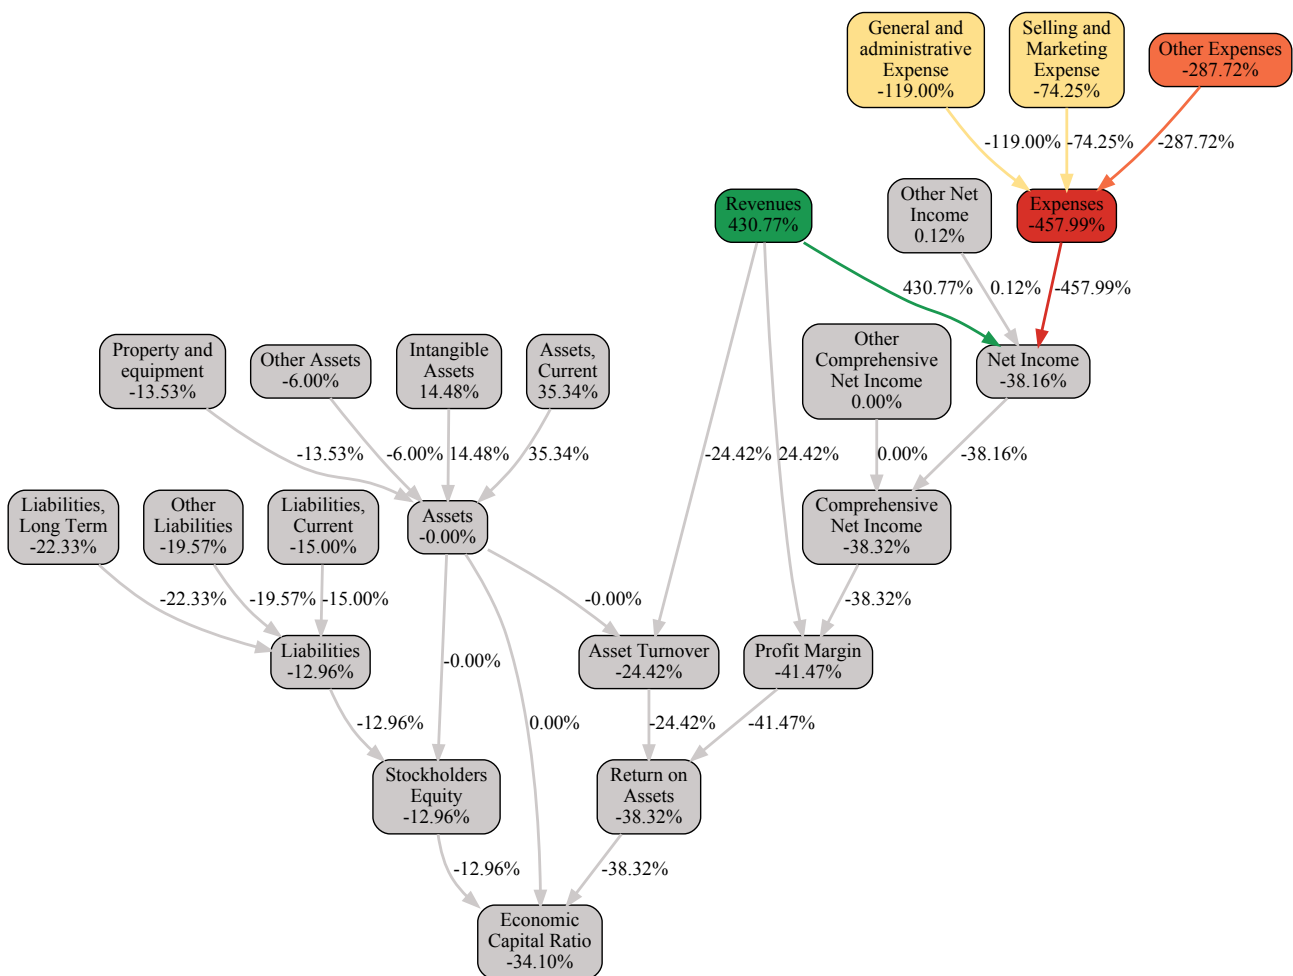 General and
administrative
Expense
-119.00%
Selling and
Marketing
Expense
-74.25%
Other Expenses
-287.72%
-119.00%
-74.25%
-287.72%
Revenues
430.77%
Other Net
Income
0.12%
Expenses
-457.99%
430.77%
0.12%
-457.99%
Property and
equipment
-13.53%
Other Assets
-6.00%
Intangible
Assets
14.48%
Assets,
Current
35.34%
Other
Comprehensive
Net Income
0.00%
Net Income
-38.16%
-13.53%
-6.00%
14.48%
35.34%
-24.42%
24.42%
0.00%
-38.16%
Liabilities,
Long Term
-22.33%
Other
Liabilities
-19.57%
Liabilities,
Current
-15.00%
Assets
-0.00%
Comprehensive
Net Income
-38.32%
-22.33%
-19.57%
-15.00%
-0.00%
-38.32%
Liabilities
-12.96%
-0.00%
Asset Turnover
-24.42%
Profit Margin
-41.47%
-12.96%
0.00%
-24.42%
-41.47%
Stockholders
Equity
-12.96%
Return on
Assets
-38.32%
-12.96%
-38.32%
Economic
Capital Ratio
-34.10%